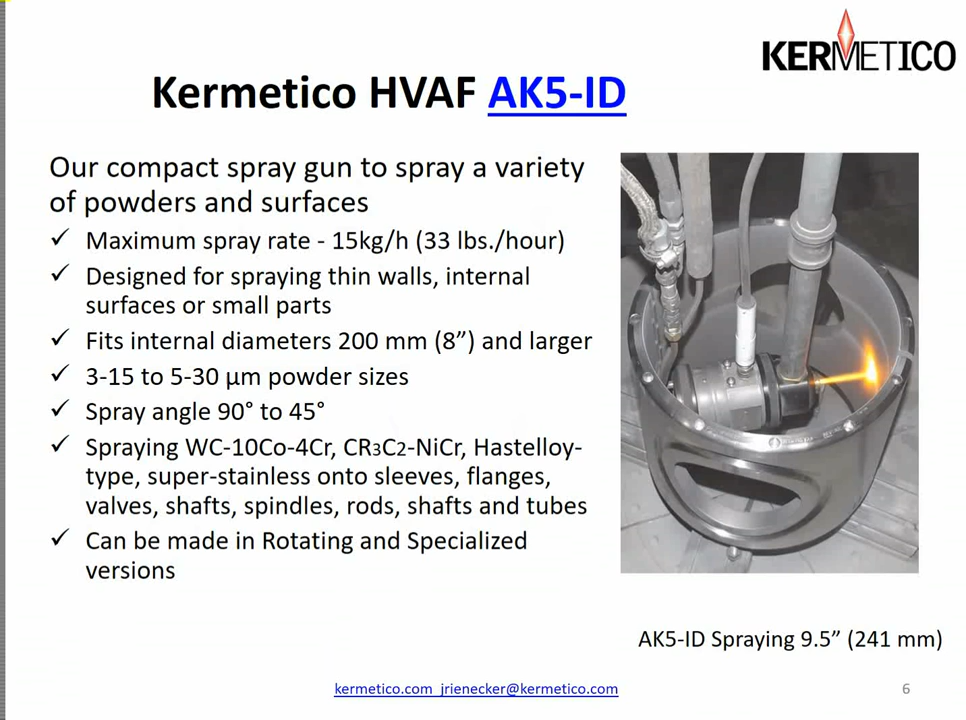 KERMETICO
Kermetico HVAF AK5-ID
Our compact spray gun to spray a variety
of powders and surfaces
✓ Maximum spray rate - 15kg/h (33 lbs./hour)
✓ Designed for spraying thin walls, internal
surfaces or small parts
✓ Fits internal diameters 200 mm (8”) and larger
✓ 3-15 to 5-30 µm powder sizes
✓ Spray angle 90° to 45°
✓ Spraying WC-10Co-4Cr, CR3C2-NiCr, Hastelloy-
type, super-stainless onto sleeves, flanges,
valves, shafts, spindles, rods, shafts and tubes
✓ Can be made in Rotating and Specialized
versions
AK5-ID Spraying 9.5” (241 mm)
kermetico.com jrienecker@kermetico.com
6